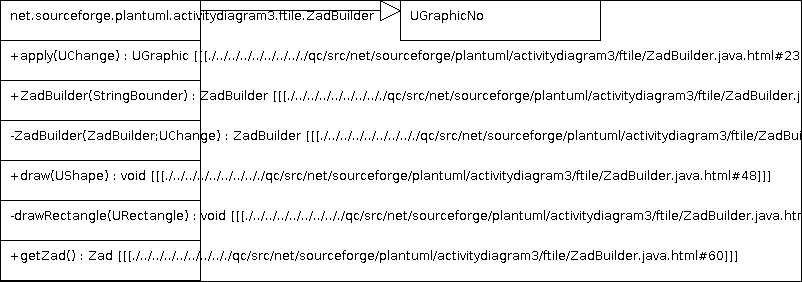 net.sourceforge.plantuml.activitydiagram3.ftile.ZadBuilder
UGraphicNo
+apply(UChange) : UGraphic [[[./../../../../../../../../qc/src/net/sourceforge/plantuml/activitydiagram3/ftile/ZadBuilder.java.html#23
+ZadBuilder(StringBounder) : ZadBuilder [[[./../../../../../../../../qc/src/net/sourceforge/plantuml/activitydiagram3/ftile/ZadBuilder.j
-ZadBuilder(ZadBuilder;UChange) : ZadBuilder [[[./../../../../../../../../qc/src/net/sourceforge/plantuml/activitydiagram3/ftile/ZadBui
+draw(UShape) : void [[[./../../../../../../../../qc/src/net/sourceforge/plantuml/activitydiagram3/ftile/ZadBuilder.java.html#48]]]
-drawRectangle(URectangle) : void [[[./../../../../../../../../qc/src/net/sourceforge/plantuml/activitydiagram3/ftile/ZadBuilder.java.htm
+getZad() : Zad [[[./../../../../../../../../qc/src/net/sourceforge/plantuml/activitydiagram3/ftile/ZadBuilder.java.html#60]]]